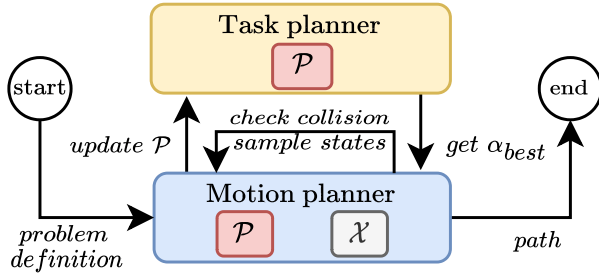 Task planner
𝒫
start
end
check collision
sample states
update 𝒫
get α_best
Motion planner
𝒫
𝒳
problem
definition
path